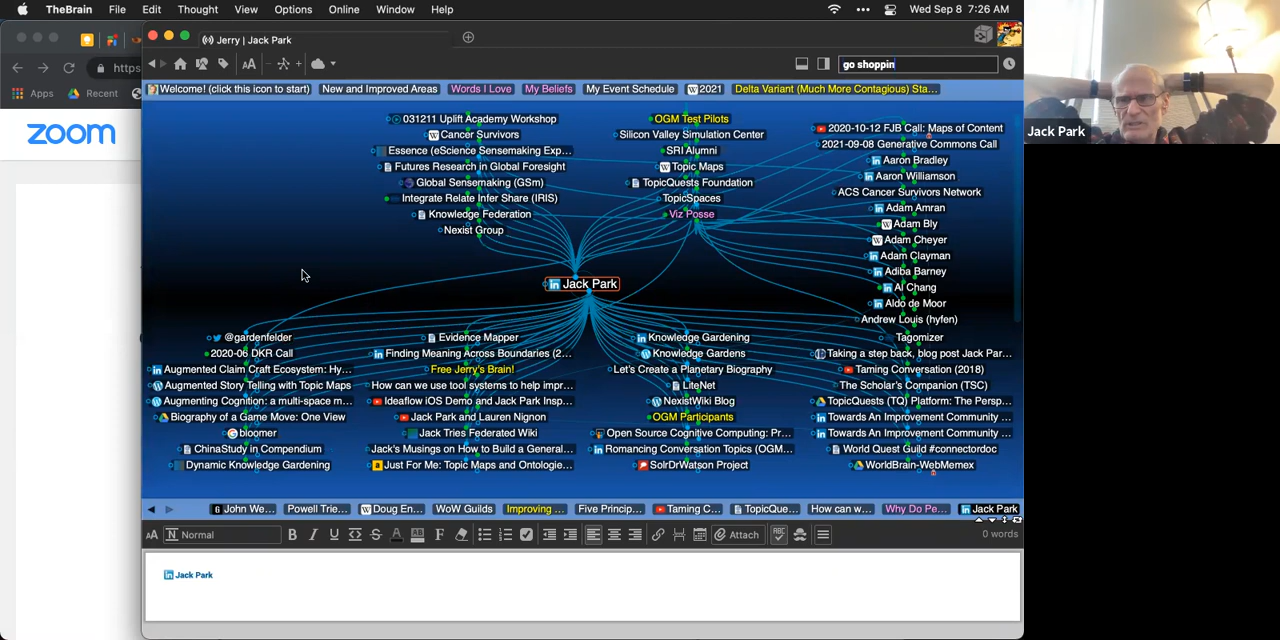 TheBrain File Edit Thought View Options Online Window Help Wed Sep 8 7:26 AM
Jerry | Jack Park
https
go shoppin
Apps Recent
Welcome! (click this icon to start) New and Improved Areas Words I Love My Beliefs My Event Schedule 2021 Delta Variant (Much More Contagious) Sta...
zoom
Jack Park
031211 Uplift Academy Workshop
Cancer Survivors
Essence (eScience Sensemaking Exp...
Futures Research in Global Foresight
Global Sensemaking (GSm)
Integrate Relate Infer Share (IRIS)
Knowledge Federation
Nexist Group
OGM Test Pilots
Silicon Valley Simulation Center
SRI Alumni
Topic Maps
TopicQuests Foundation
TopicSpaces
Viz Posse
2020-10-12 FJB Call: Maps of Content
2021-09-08 Generative Commons Call
Aaron Bradley
Aaron Williamson
ACS Cancer Survivors Network
Adam Amran
Adam Bly
Adam Cheyer
Adam Clayman
Adiba Barney
Al Chang
Aldo de Moor
Andrew Louis (hyfen)
Jack Park
@gardenfelder
2020-06 DKR Call
Augmented Claim Craft Ecosystem: Hy...
Augmented Story Telling with Topic Maps
Augmenting Cognition: a multi-space m...
Biography of a Game Move: One View
bloomer
ChinaStudy in Compendium
Dynamic Knowledge Gardening
Evidence Mapper
Finding Meaning Across Boundaries (2...
Free Jerry's Brain!
How can we use tool systems to help impr...
Ideaflow iOS Demo and Jack Park Insp...
Jack Park and Lauren Nignon
Jack Tries Federated Wiki
Jack's Musings on How to Build a General...
Just For Me: Topic Maps and Ontologie...
Knowledge Gardening
Knowledge Gardens
Let's Create a Planetary Biography
LiteNet
NexistWiki Blog
OGM Participants
Open Source Cognitive Computing: Pr...
Romancing Conversation Topics (OGM...
SolrDrWatson Project
Tagomizer
Taking a step back, blog post Jack Par...
Taming Conversation (2018)
The Scholar's Companion (TSC)
TopicQuests (TQ) Platform: The Persp...
Towards An Improvement Community ...
Towards An Improvement Community ...
World Quest Guild #connectordoc
WorldBrain-WebMemex
John We... Powell Trie... Doug En... WoW Guilds Improving ... Five Princip... Taming C... TopicQue... How can w... Why Do Pe... Jack Park
Normal B I U S A F Attach 0 words
Jack Park